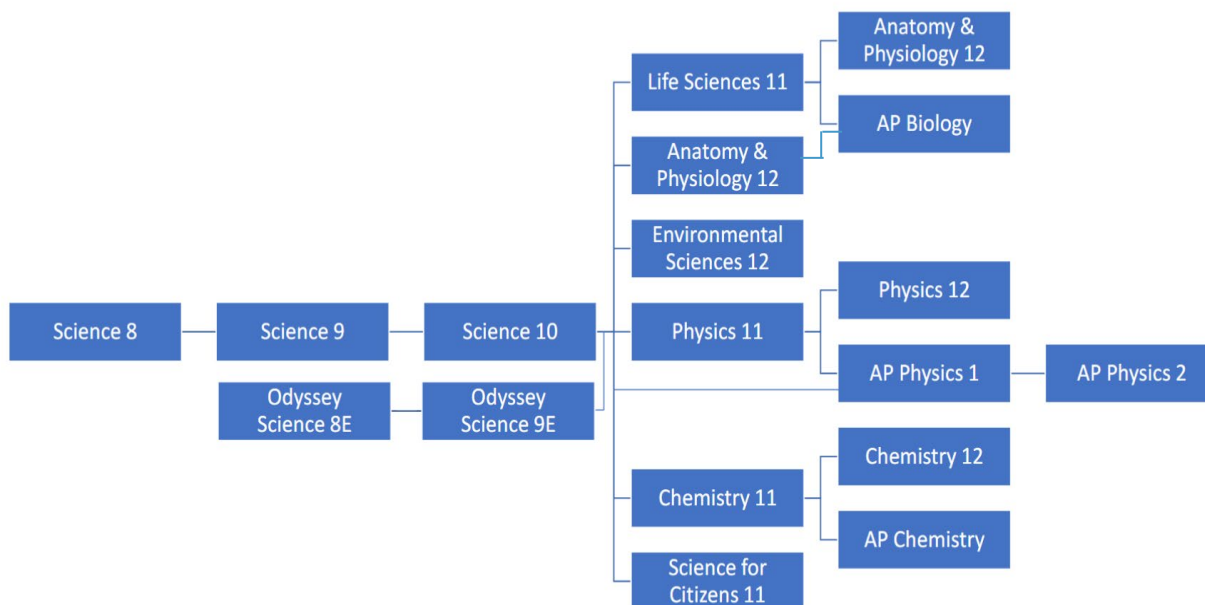 Science 8
Science 9
Science 10
Odyssey
Science 8E
Odyssey
Science 9E
Life Sciences 11
Anatomy &
Physiology 12
Environmental
Sciences 12
Physics 11
Chemistry 11
Science for
Citizens 11
Anatomy &
Physiology 12
AP Biology
Physics 12
AP Physics 1
AP Physics 2
Chemistry 12
AP Chemistry